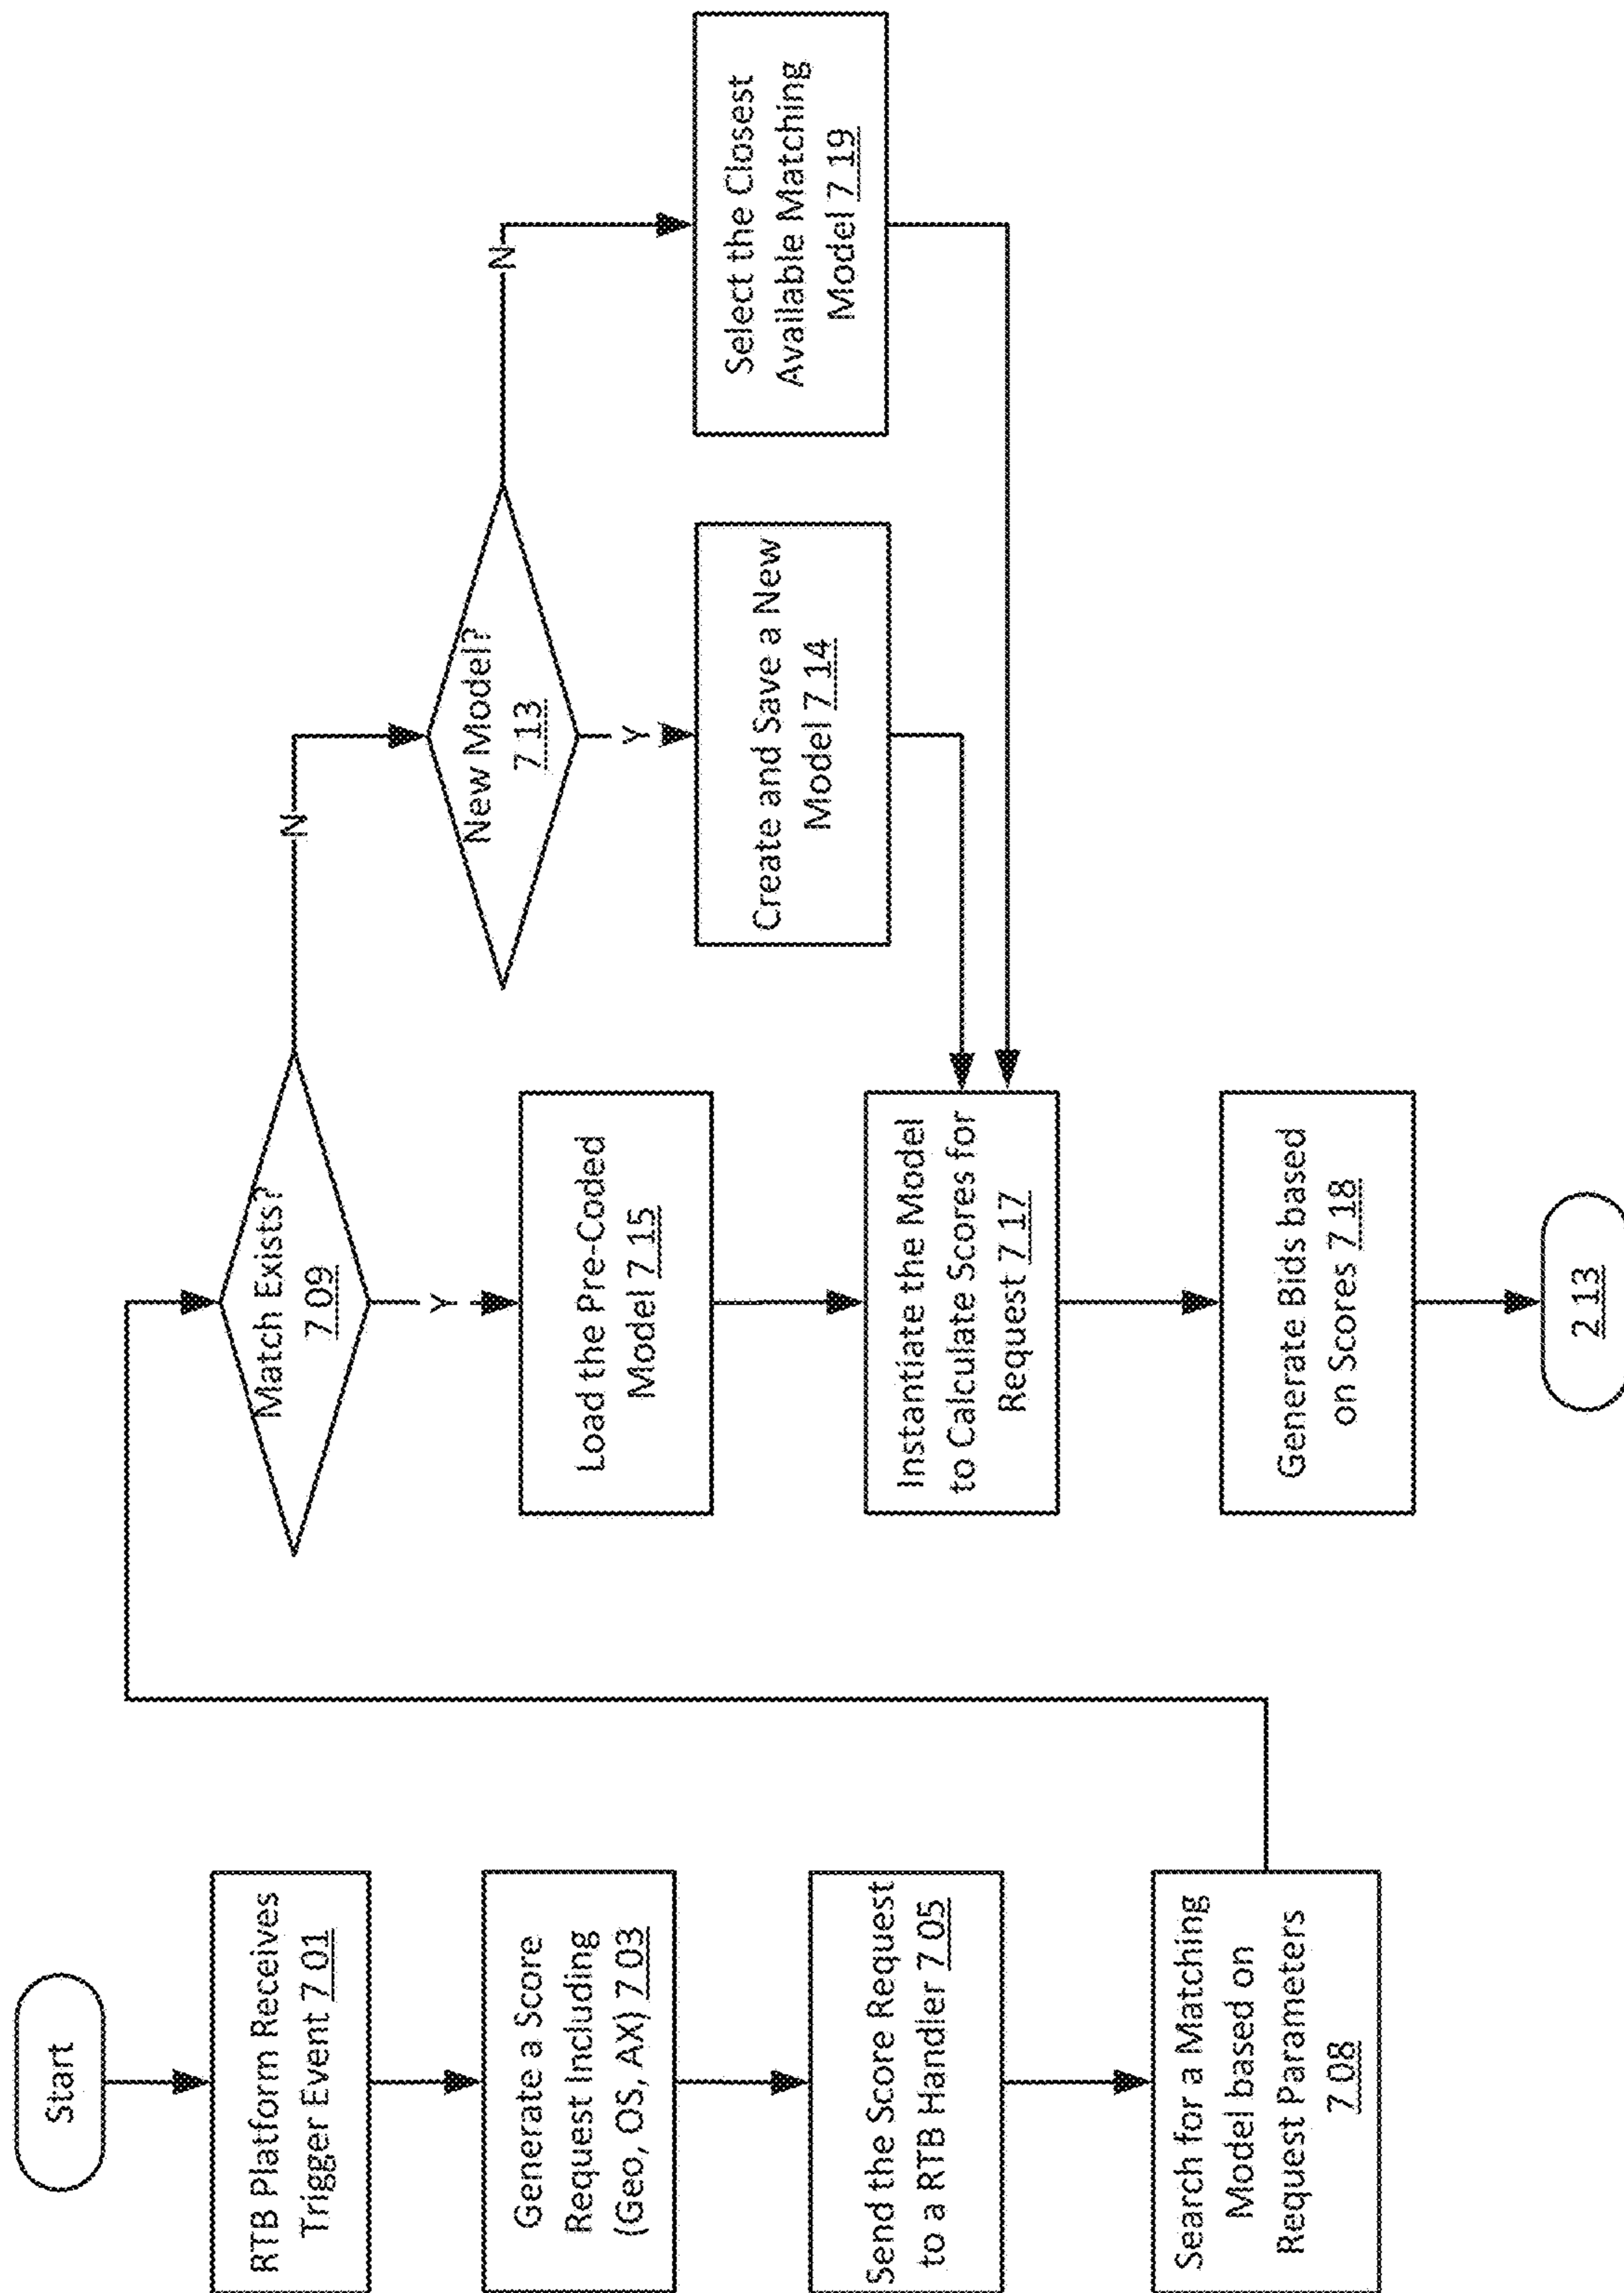 Start
RTB Platform Receives
Trigger Event 7 01
Generate a Score
Request Including
(Geo, OS, AX) 7 03
Send the Score Request
to a RTB Handler 7 05
Search for a Matching
Model based on
Request Parameters
7 08
Match Exists?
7 09
N
Y
Load the Pre-Coded
Model 7 15
Instantiate the Model
to Calculate Scores for
Request 7 17
Generate Bids based
on Scores 7 18
2 13
New Model?
7 13
N
Y
Create and Save a New
Model 7 14
Select the Closest
Available Matching
Model 7 19